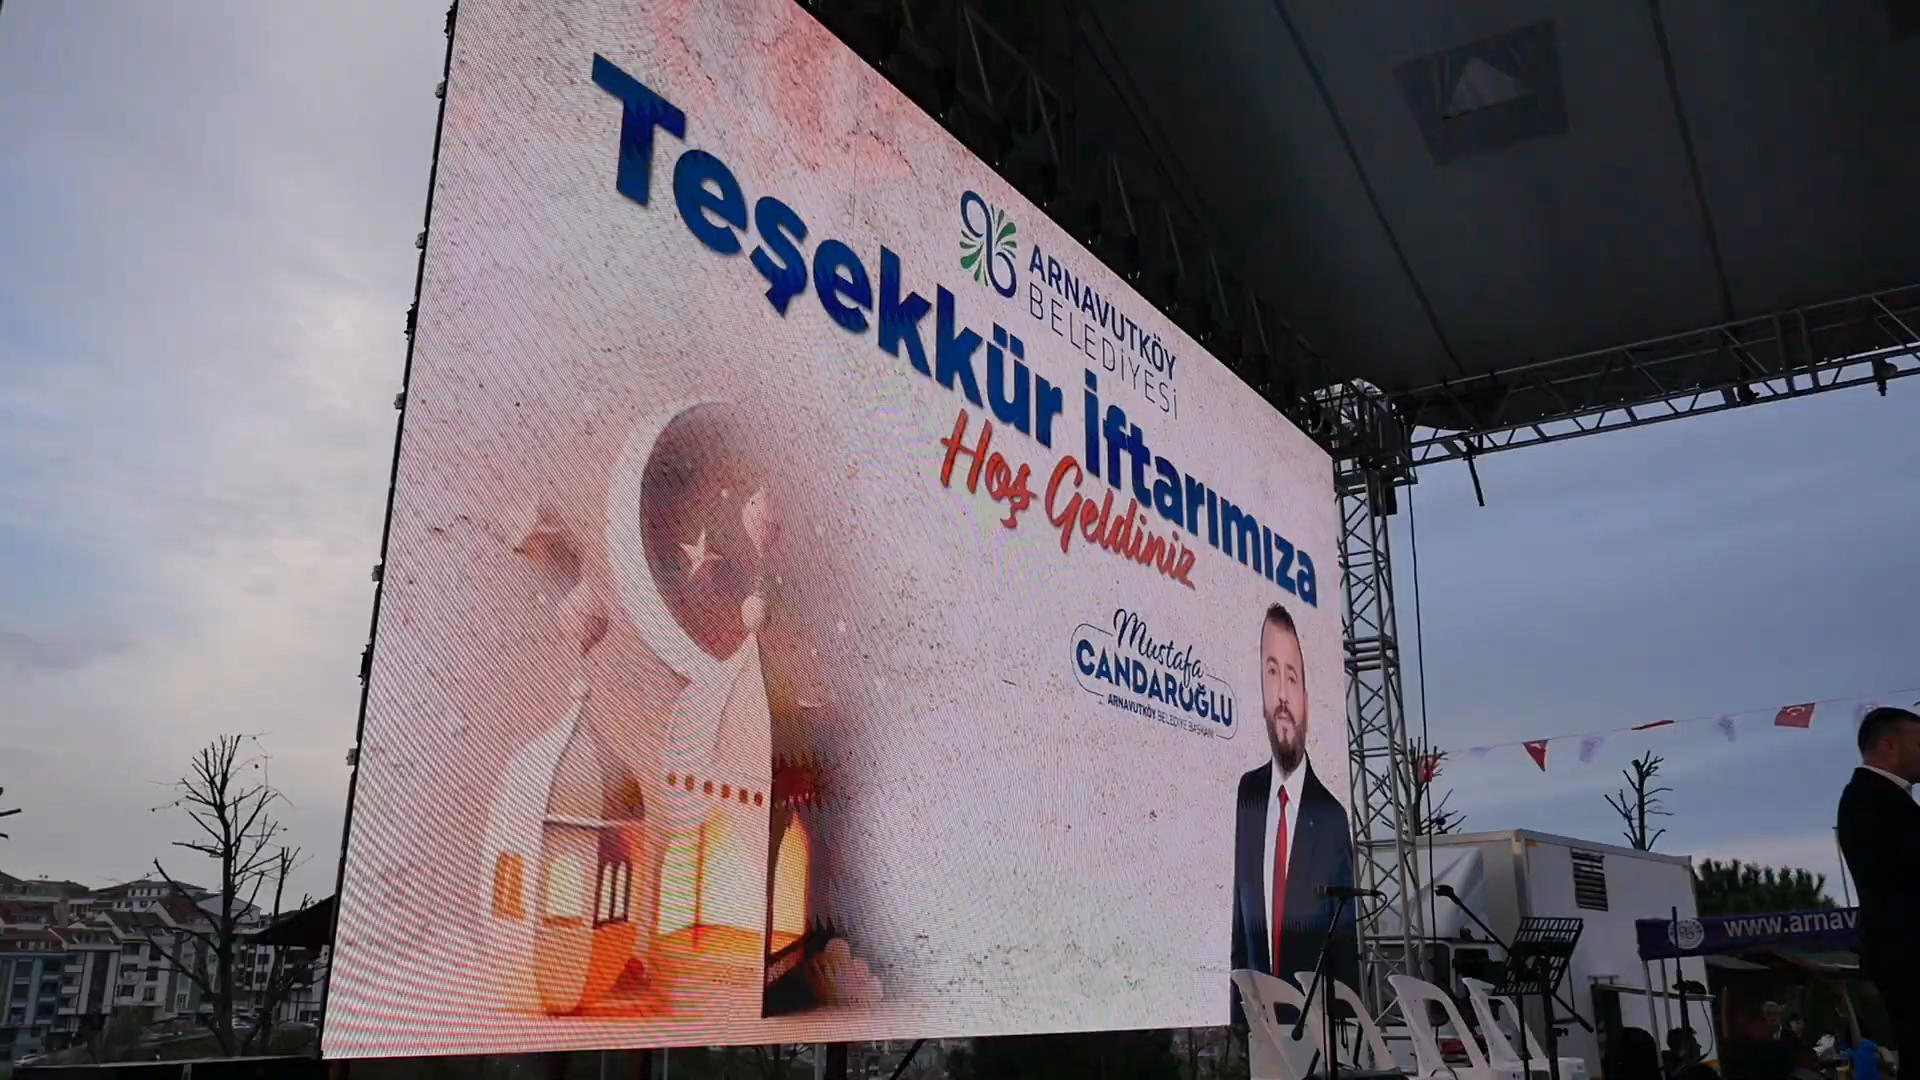 ARNAVUTKÖY
BELEDİYESİ
Teşekkür İftarımıza
Hoş Geldiniz
Mustafa
CANDAROĞLU
ARNAVUTKÖY BELEDİYE BAŞKANI
www.arnav